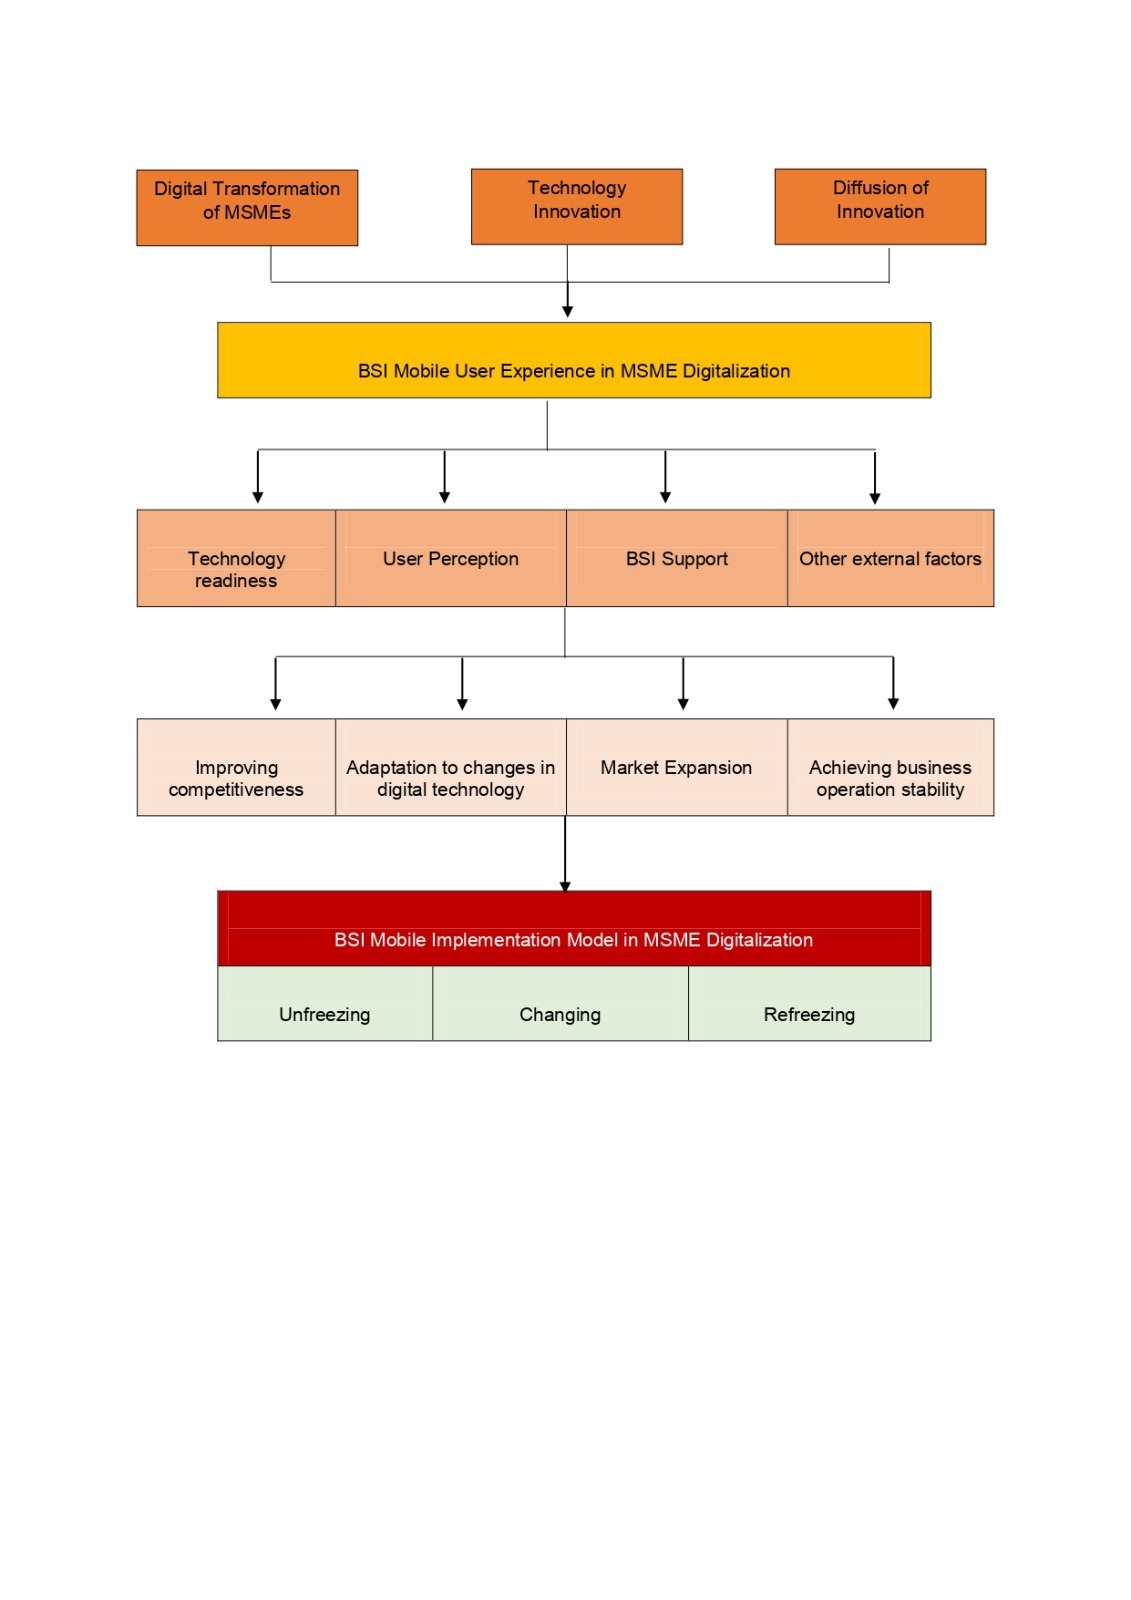 Digital Transformation
of MSMEs
Technology
Innovation
Diffusion of
Innovation
BSI Mobile User Experience in MSME Digitalization
Technology
readiness
User Perception
BSI Support
Other external factors
Improving
competitiveness
Adaptation to changes in
digital technology
Market Expansion
Achieving business
operation stability
BSI Mobile Implementation Model in MSME Digitalization
Unfreezing
Changing
Refreezing